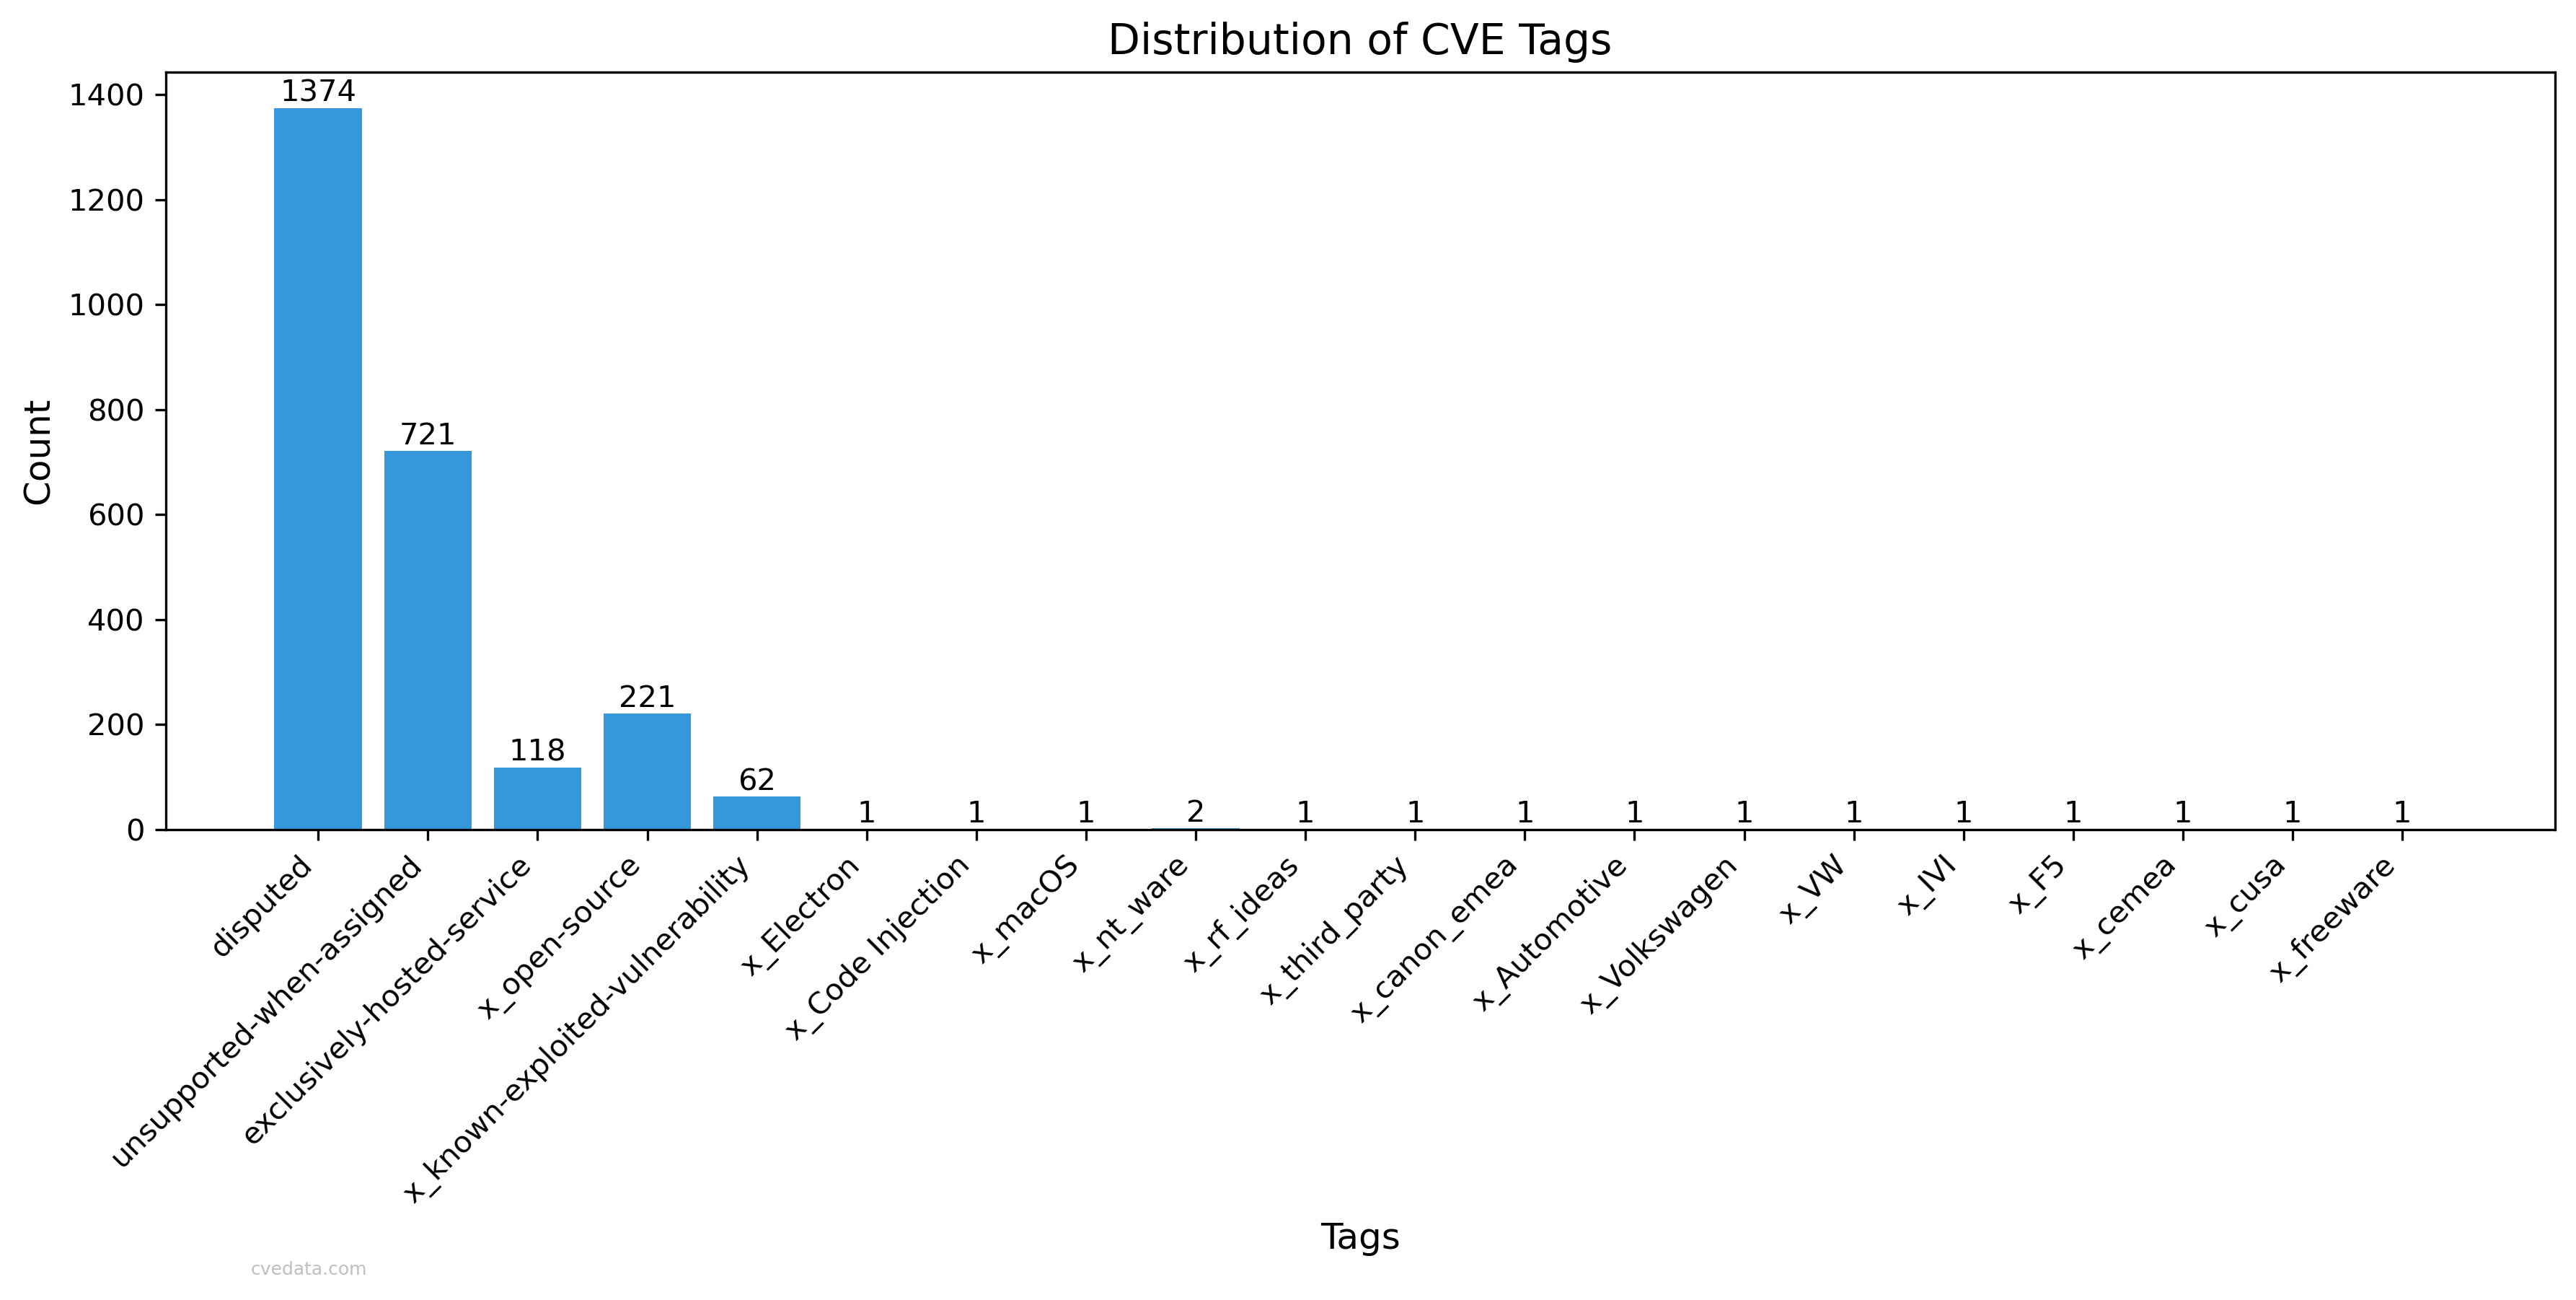 Distribution of CVE Tags
Count
1400
1200
1000
800
600
400
200
0
1374
721
118
221
62
1
1
1
2
1
1
1
1
1
1
1
1
1
1
1
disputed
unsupported-when-assigned
exclusively-hosted-service
x_open-source
x_known-exploited-vulnerability
x_Electron
x_Code Injection
x_macOS
x_nt_ware
x_rf_ideas
x_third_party
x_canon_emea
x_Automotive
x_Volkswagen
x_VW
x_IVI
x_F5
x_cemea
x_cusa
x_freeware
Tags
cvedata.com